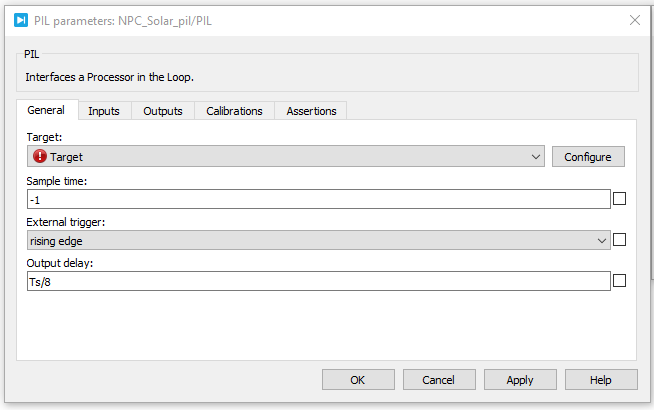 PIL parameters: NPC_Solar_pil/PIL
PIL
Interfaces a Processor in the Loop.
General Inputs Outputs Calibrations Assertions
Target:
Target Configure
Sample time:
-1
External trigger:
rising edge
Output delay:
Ts/8
OK Cancel Apply Help